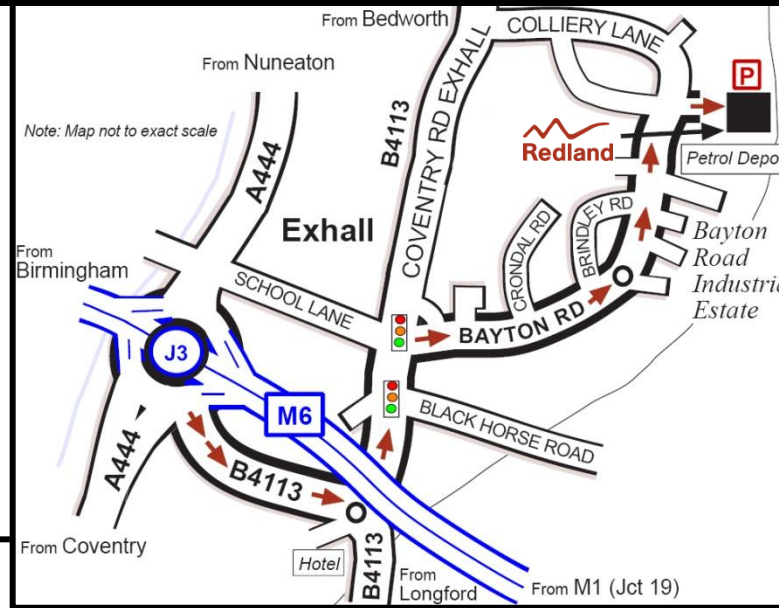 From Bedworth
COLLIERY LANE
From Nuneaton
P
Note: Map not to exact scale
A444
B4113
COVENTRY RD EXHALL
Redland
Petrol Depo
Exhall
CRONDAL RD
BRINDLEY RD
Bayton
Road
Industria
Estate
From
Birmingham
SCHOOL LANE
BAYTON RD
J3
M6
BLACK HORSE ROAD
A444
B4113
From Coventry
Hotel
B4113
From
Longford
From M1 (Jct 19)